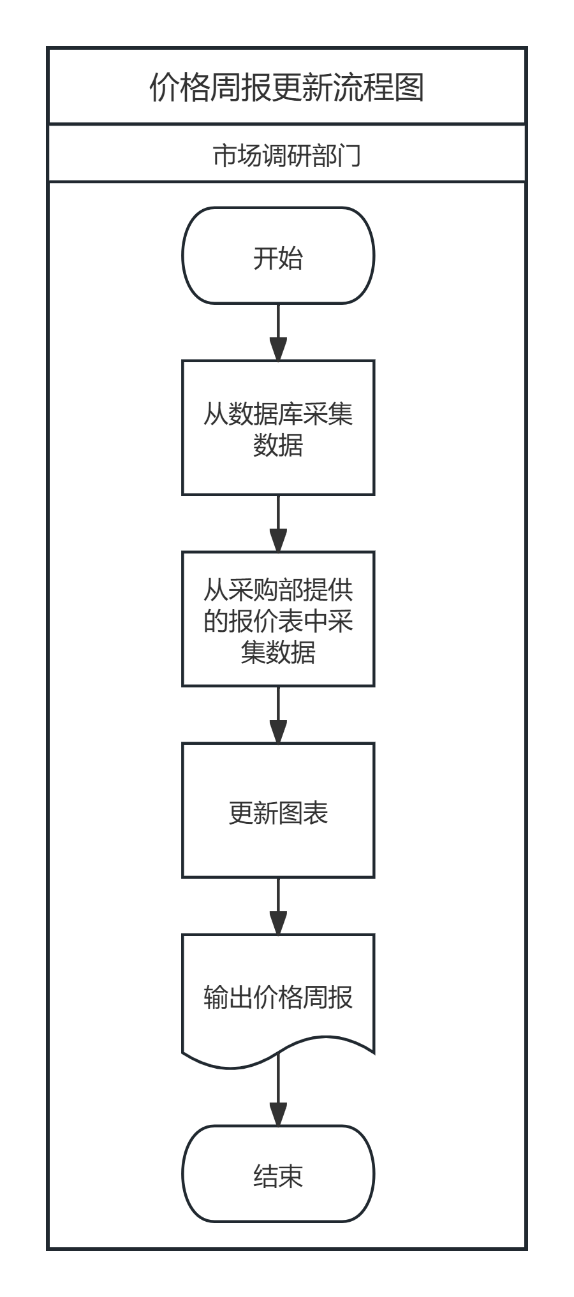 价格周报更新流程图
市场调研部门
开始
从数据库采集
数据
从采购部提供
的报价表中采
集数据
更新图表
输出价格周报
结束